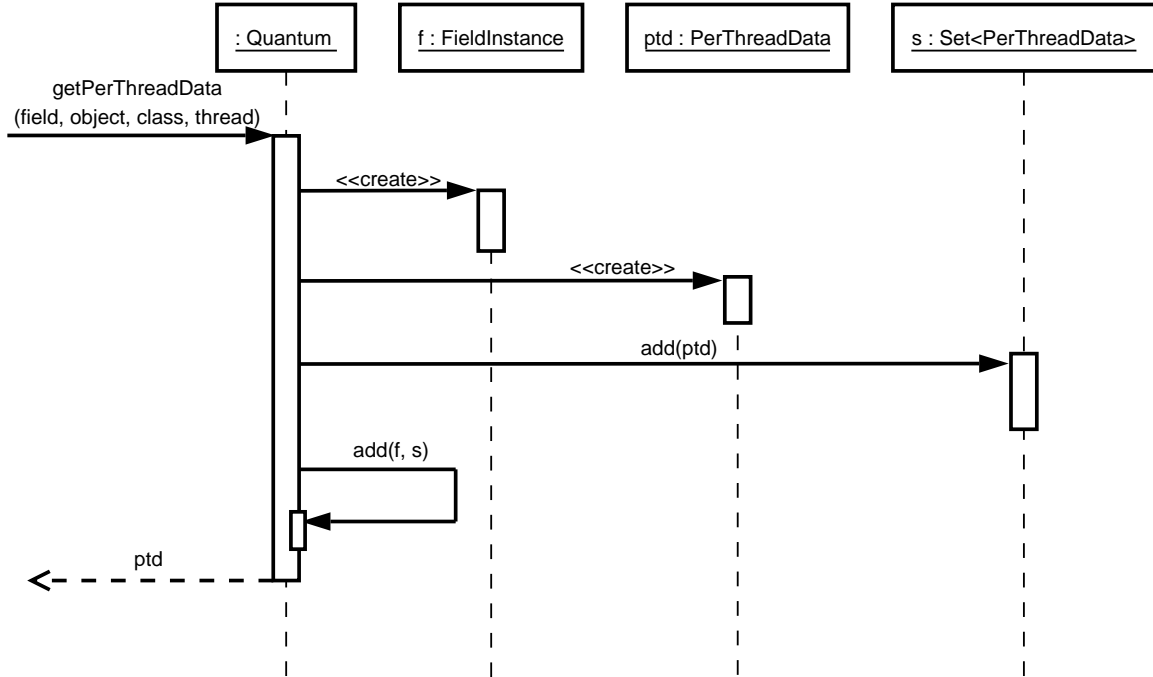 : Quantum
f : FieldInstance
ptd : PerThreadData
s : Set<PerThreadData>
getPerThreadData
(field, object, class, thread)
<<create>>
<<create>>
add(ptd)
add(f, s)
ptd